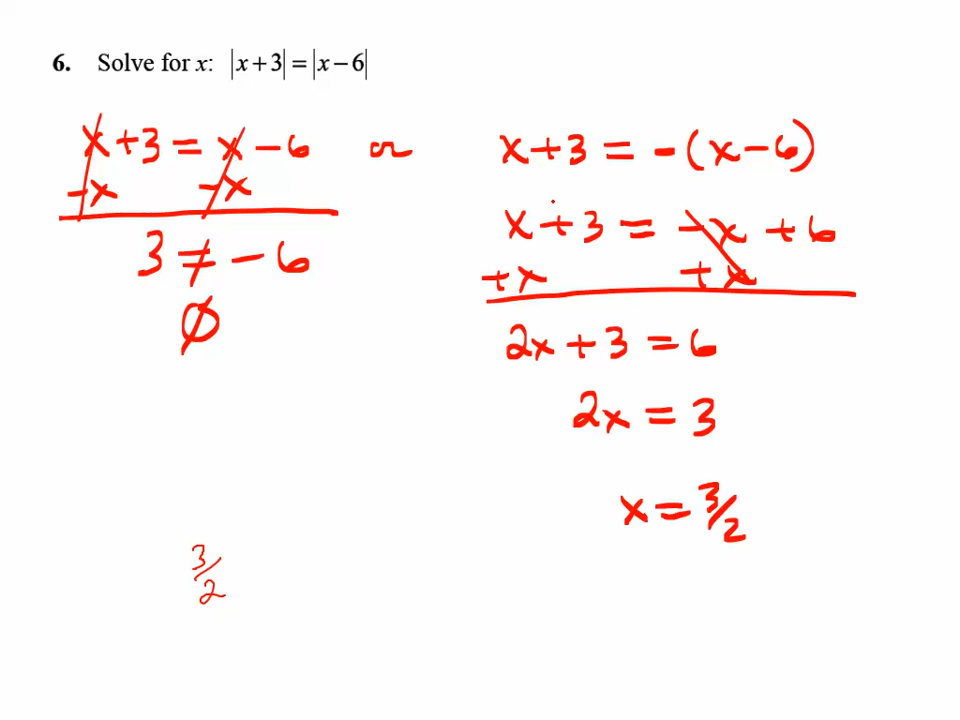 6. Solve for x: |x+3| = |x−6|
x+3 = x−6 or
−x −x
3 ≠ −6
∅
x+3 = −(x−6)
x+3 = −x +6
+x +x
2x+3 = 6
2x = 3
x = 3/2
3/2